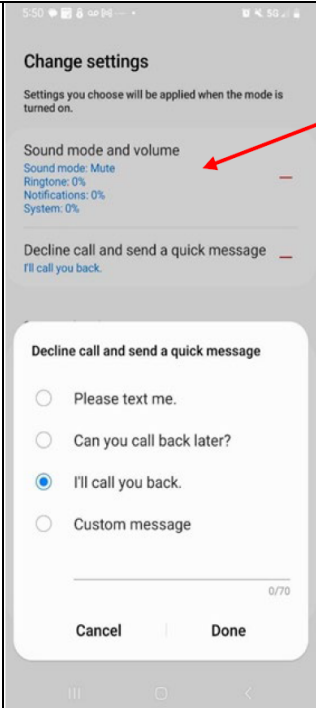 5:50
5G
Change settings
Settings you choose will be applied when the mode is
turned on.
Sound mode and volume
Sound mode: Mute
Ringtone: 0%
Notifications: 0%
System: 0%
Decline call and send a quick message
I'll call you back.
Decline call and send a quick message
Please text me.
Can you call back later?
I'll call you back.
Custom message
0/70
Cancel
Done